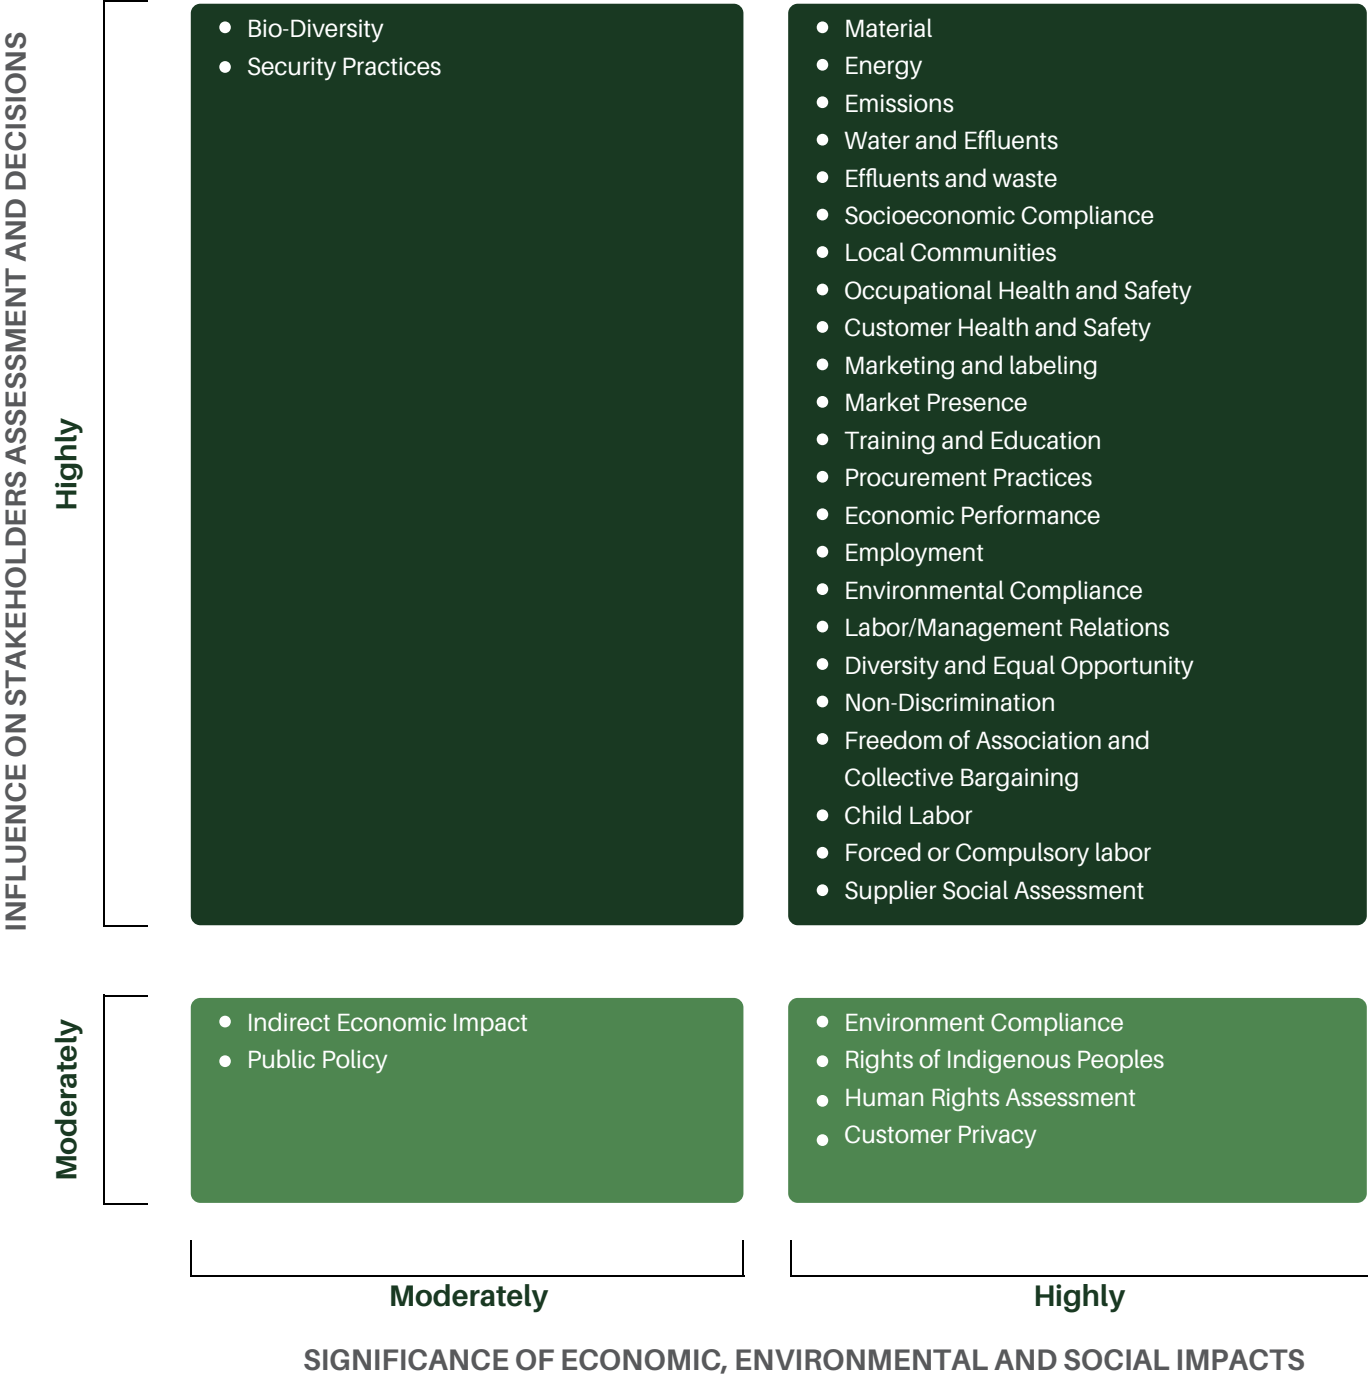 INFLUENCE ON STAKEHOLDERS ASSESSMENT AND DECISIONS
Highly
Bio-Diversity
Security Practices
Material
Energy
Emissions
Water and Effluents
Effluents and waste
Socioeconomic Compliance
Local Communities
Occupational Health and Safety
Customer Health and Safety
Marketing and labeling
Market Presence
Training and Education
Procurement Practices
Economic Performance
Employment
Environmental Compliance
Labor/Management Relations
Diversity and Equal Opportunity
Non-Discrimination
Freedom of Association and
Collective Bargaining
Child Labor
Forced or Compulsory labor
Supplier Social Assessment
Moderately
Indirect Economic Impact
Public Policy
Environment Compliance
Rights of Indigenous Peoples
Human Rights Assessment
Customer Privacy
Moderately
Highly
SIGNIFICANCE OF ECONOMIC, ENVIRONMENTAL AND SOCIAL IMPACTS